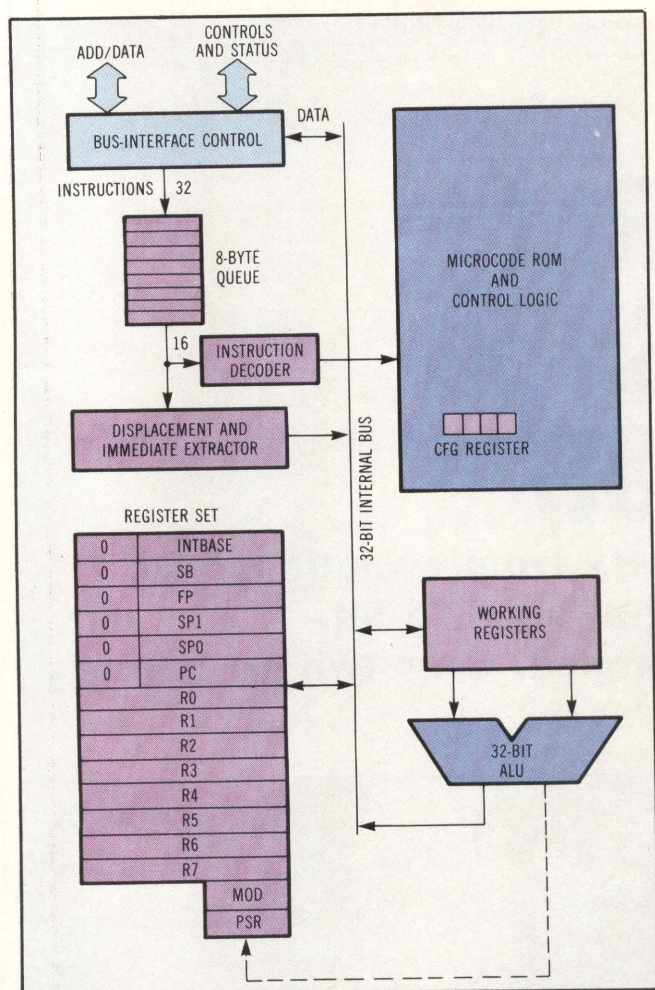 ADD/DATA
CONTROLS
AND STATUS
BUS-INTERFACE CONTROL
DATA
INSTRUCTIONS
32
8-BYTE
QUEUE
16
INSTRUCTION
DECODER
DISPLACEMENT AND
IMMEDIATE EXTRACTOR
MICROCODE ROM
AND
CONTROL LOGIC
CFG REGISTER
32-BIT INTERNAL BUS
REGISTER SET
0 INTBASE
0 SB
0 FP
0 SP1
0 SP0
0 PC
R0
R1
R2
R3
R4
R5
R6
R7
MOD
PSR
WORKING
REGISTERS
32-BIT
ALU